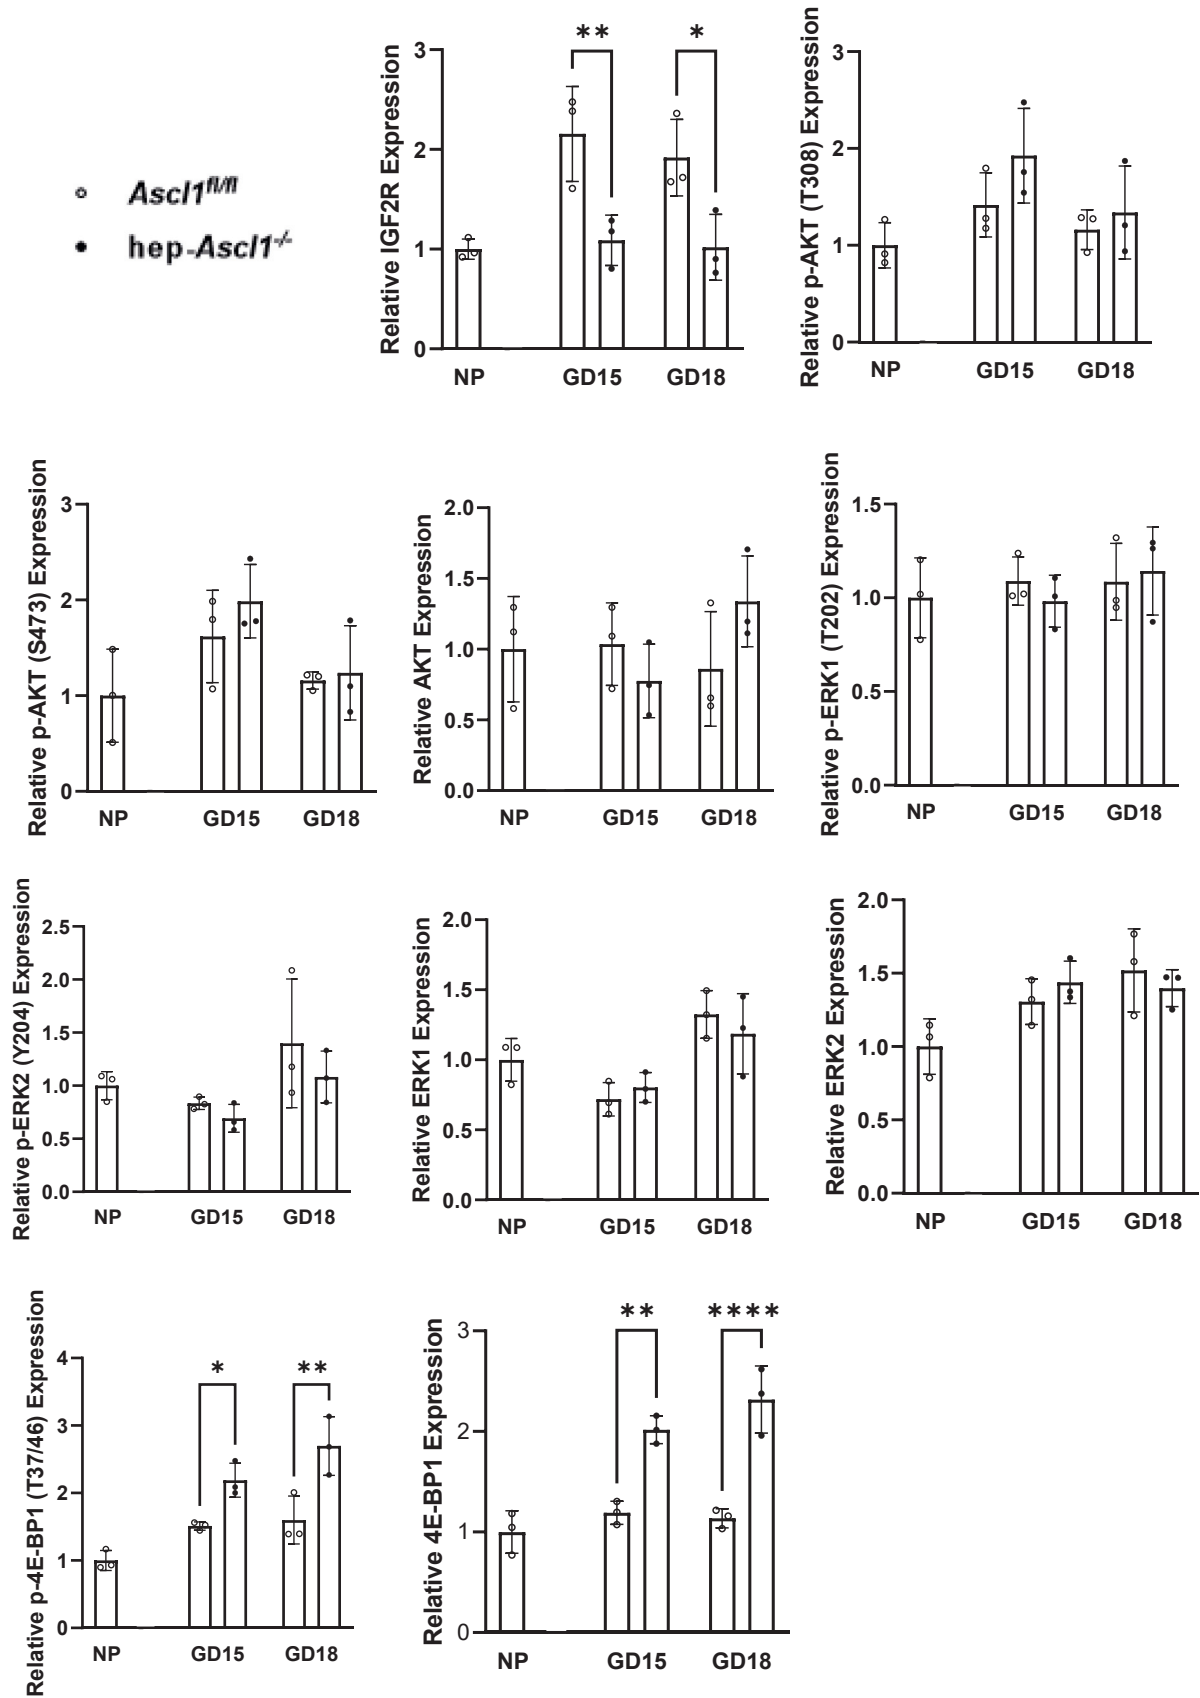 ○ Ascl1fl/fl
● hep-Ascl1-/-
Relative IGF2R Expression
3
2
1
0
**
*
NP
GD15
GD18
Relative p-AKT (T308) Expression
3
2
1
0
NP
GD15
GD18
Relative p-AKT (S473) Expression
3
2
1
0
NP
GD15
GD18
Relative AKT Expression
2.0
1.5
1.0
0.5
0.0
NP
GD15
GD18
Relative p-ERK1 (T202) Expression
1.5
1.0
0.5
0.0
NP
GD15
GD18
Relative p-ERK2 (Y204) Expression
2.5
2.0
1.5
1.0
0.5
0.0
NP
GD15
GD18
Relative ERK1 Expression
2.0
1.5
1.0
0.5
0.0
NP
GD15
GD18
Relative ERK2 Expression
2.0
1.5
1.0
0.5
0.0
NP
GD15
GD18
Relative p-4E-BP1 (T37/46) Expression
4
3
2
1
0
*
**
NP
GD15
GD18
Relative 4E-BP1 Expression
3
2
1
0
**
****
NP
GD15
GD18